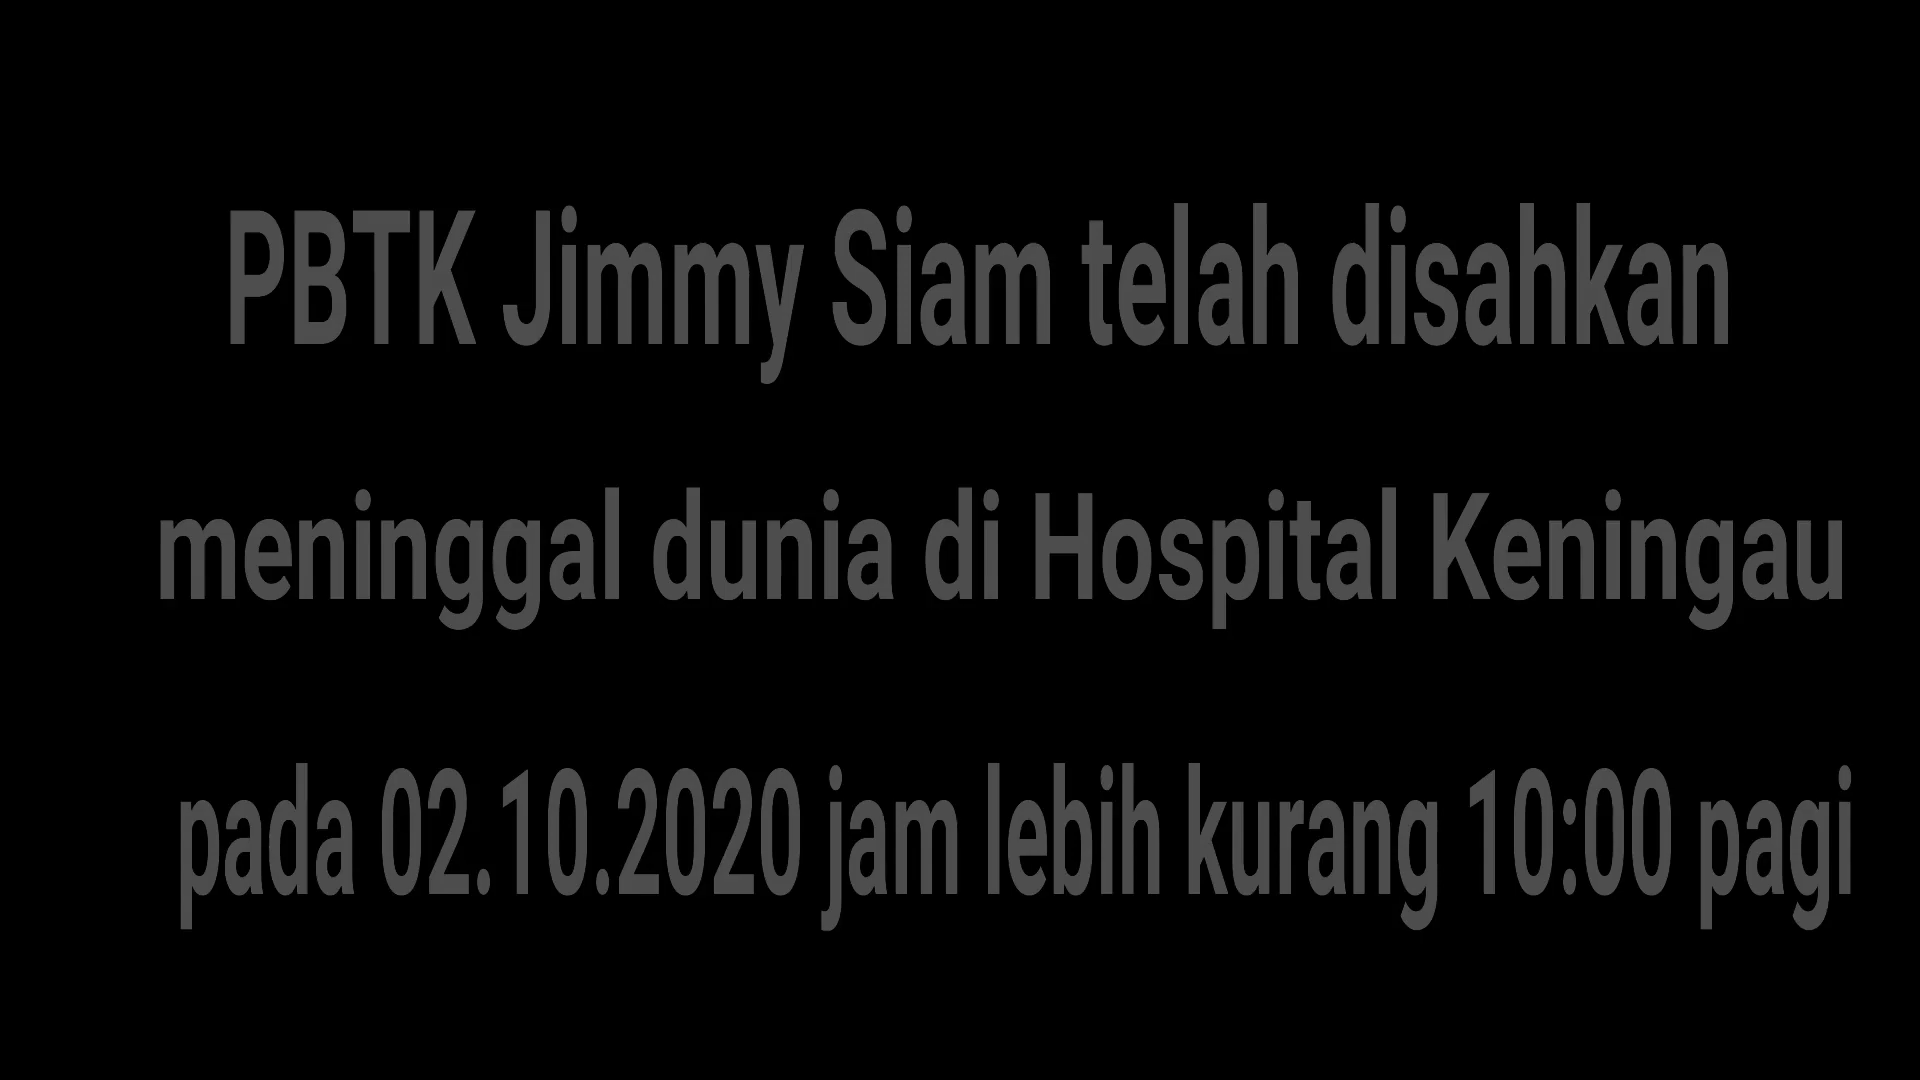 PBTK Jimmy Siam telah disahkan
meninggal dunia di Hospital Keningau
pada 02.10.2020 jam lebih kurang 10:00 pagi